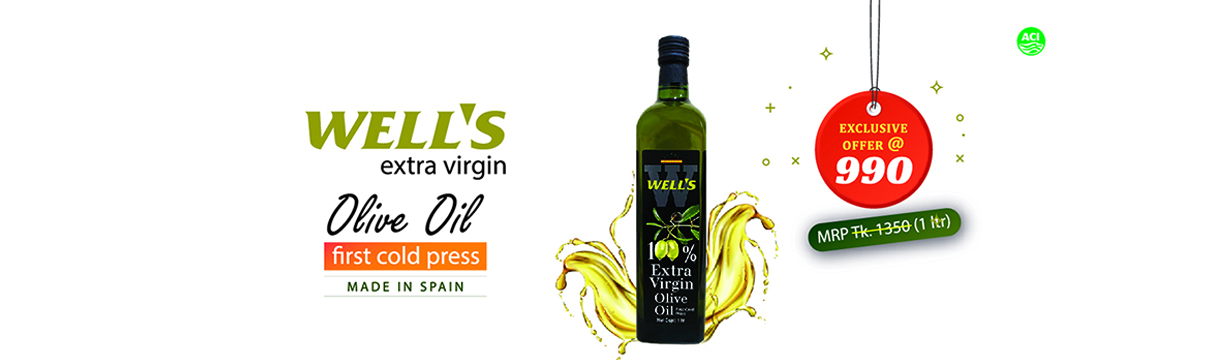 WELL'S
extra virgin
Olive Oil
first cold press
MADE IN SPAIN
W
WELL'S
100%
Extra
Virgin
Olive
Oil
EXCLUSIVE
OFFER @
990
MRP Tk. 1350 (1 ltr)
ACI